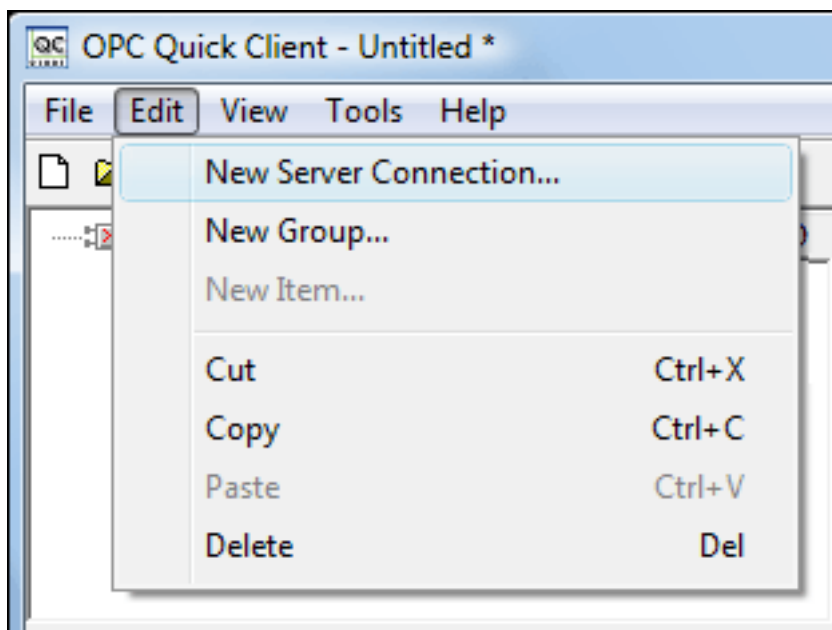 OPC Quick Client - Untitled *
File Edit View Tools Help
New Server Connection...
New Group...
New Item...
Cut Ctrl+X
Copy Ctrl+C
Paste Ctrl+V
Delete Del